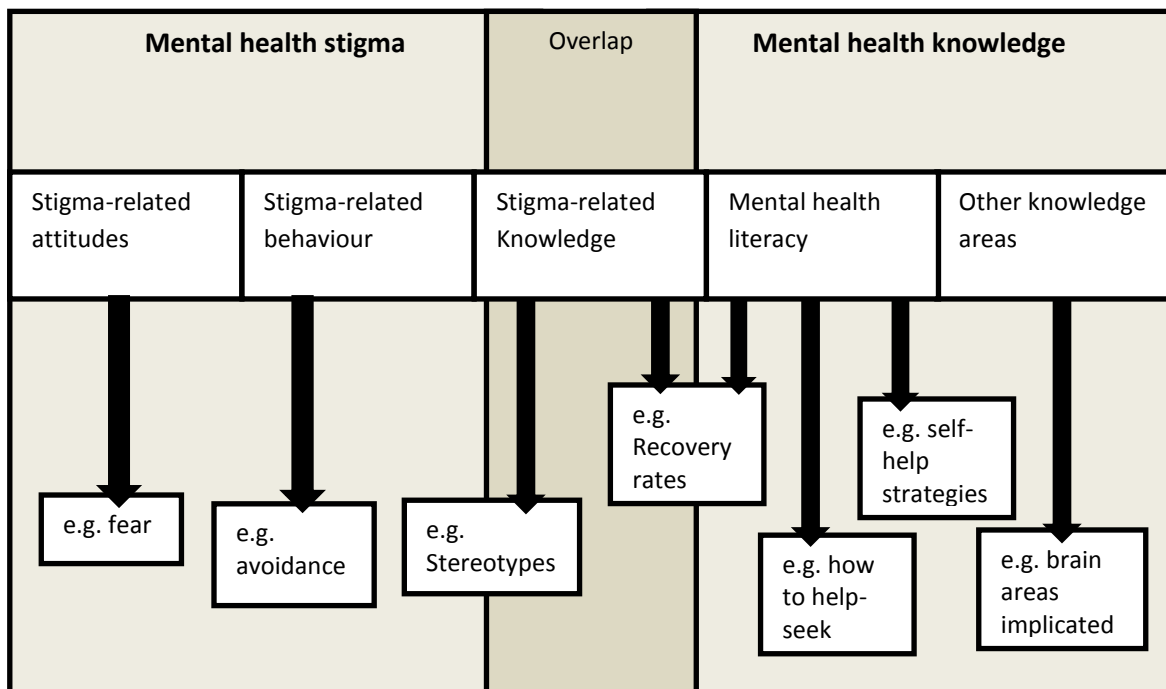 Mental health stigma
Overlap
Mental health knowledge
Stigma-related
attitudes
Stigma-related
behaviour
Stigma-related
Knowledge
Mental health
literacy
Other knowledge
areas
e.g. fear
e.g.
avoidance
e.g.
Stereotypes
e.g.
Recovery
rates
e.g. how
to help-
seek
e.g. self-
help
strategies
e.g. brain
areas
implicated